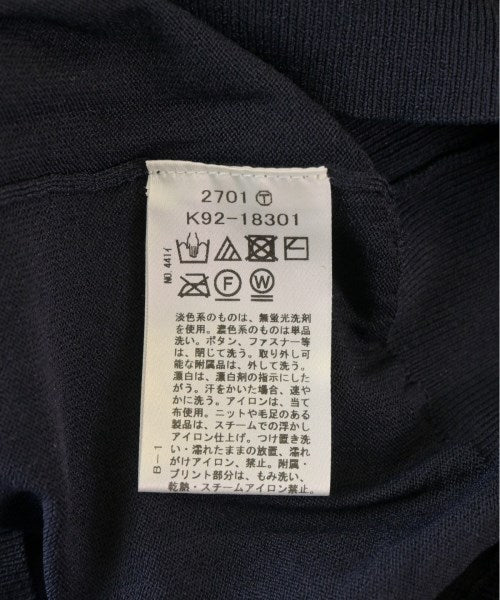 2701 Ⓣ
K92-18301
NO.441イ
F W
淡色系のものは、無蛍光洗剤
を使用。濃色系のものは単品
洗い。ボタン、ファスナー等
は、閉じて洗う。取り外し可
能な附属品は、外して洗う。
漂白は、漂白剤の指示にした
がう。汗をかいた場合、速や
かに洗う。アイロンは、当て
布使用。ニットや毛足のある
製品は、スチームでの浮かし
アイロン仕上げ。つけ置き洗
い・濡れたままの放置、濡れ
がけアイロン、禁止。附属・
プリント部分は、もみ洗い、
乾熱・スチームアイロン禁止。
B-1